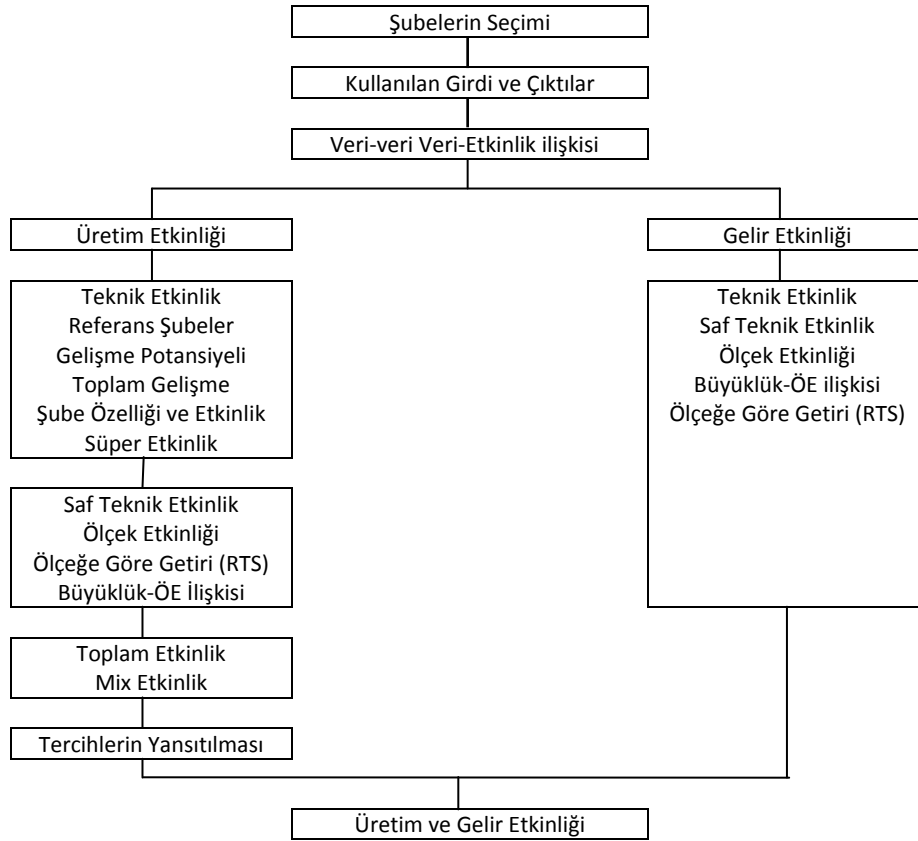 Şubelerin Seçimi
Kullanılan Girdi ve Çıktılar
Veri-veri Veri-Etkinlik ilişkisi
Üretim Etkinliği
Teknik Etkinlik
Referans Şubeler
Gelişme Potansiyeli
Toplam Gelişme
Şube Özelliği ve Etkinlik
Süper Etkinlik
Saf Teknik Etkinlik
Ölçek Etkinliği
Ölçeğe Göre Getiri (RTS)
Büyüklük-ÖE İlişkisi
Toplam Etkinlik
Mix Etkinlik
Tercihlerin Yansıtılması
Gelir Etkinliği
Teknik Etkinlik
Saf Teknik Etkinlik
Ölçek Etkinliği
Büyüklük-ÖE ilişkisi
Ölçeğe Göre Getiri (RTS)
Üretim ve Gelir Etkinliği